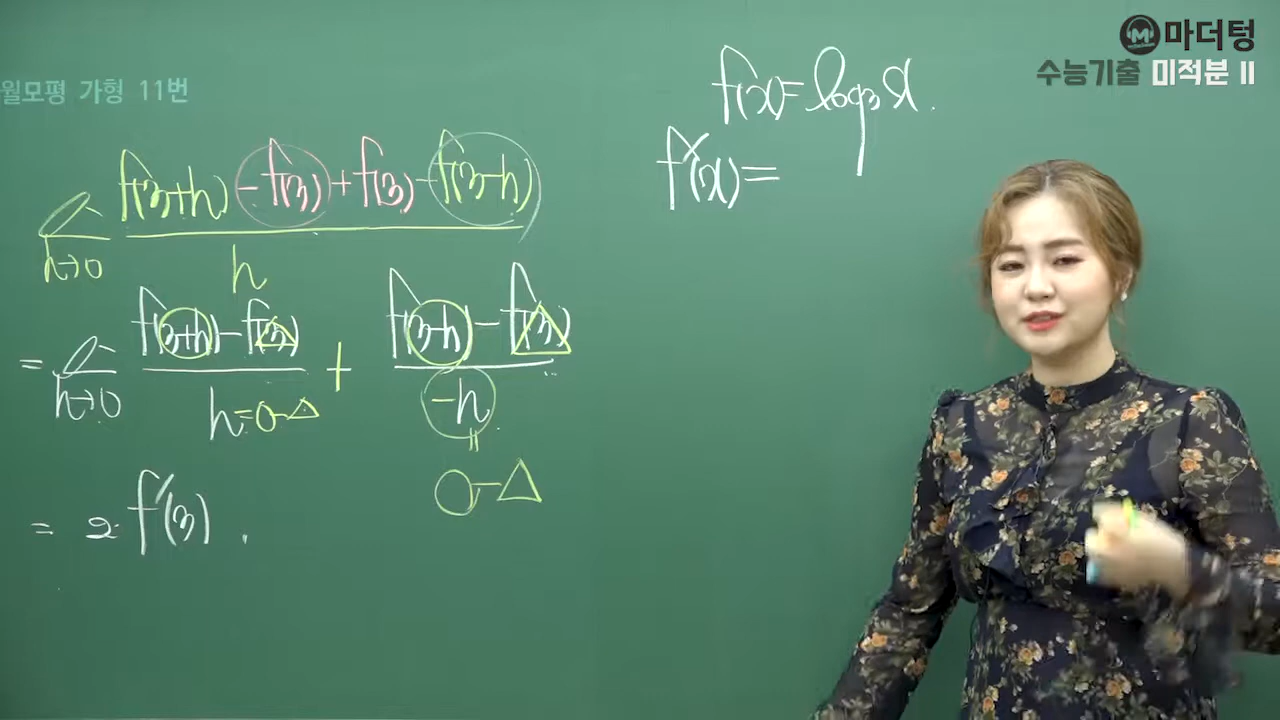 마더텅
수능기출 미적분 II
월모평 가형 11번
f(x)=log₃x.
f'(x)=
lim h→0 f(3+h)-f(3)+f(3)-f(3-h) / h
= lim h→0 f(3+h)-f(3) / h=○-△ + f(3-h)-f(3) / -h
॥
○-△
= 2·f'(3).